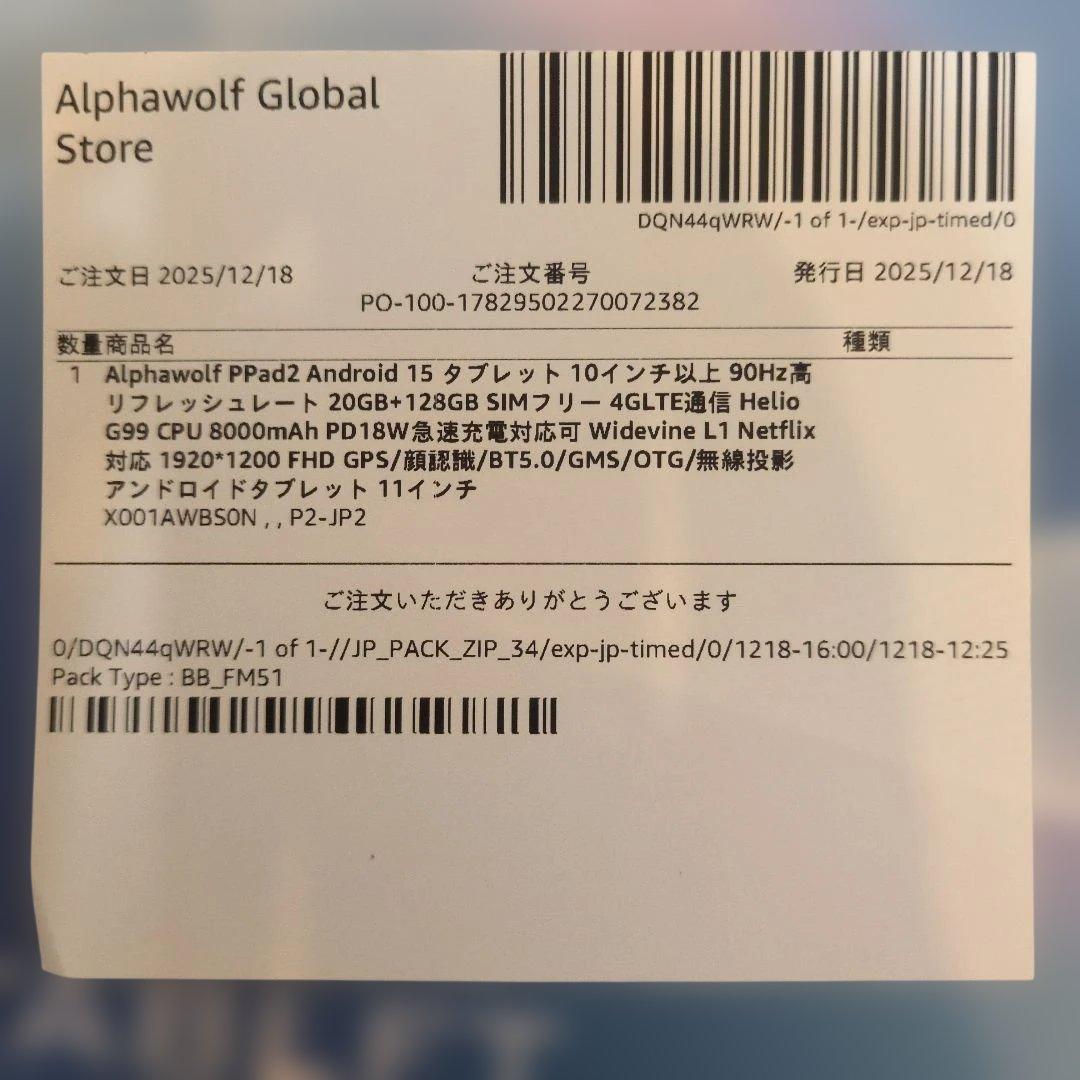 Alphawolf Global
Store
DQN44qWRW/-1 of 1-/exp-jp-timed/0
ご注文日 2025/12/18
ご注文番号
発行日 2025/12/18
PO-100-17829502270072382
数量 商品名 種類
1 Alphawolf PPad2 Android 15 タブレット 10インチ以上 90Hz高
リフレッシュレート 20GB+128GB SIMフリー 4GLTE通信 Helio
G99 CPU 8000mAh PD18W急速充電対応可 Widevine L1 Netflix
対応 1920*1200 FHD GPS/顔認識/BT5.0/GMS/OTG/無線投影
アンドロイドタブレット 11インチ
X001AWBS0N , , P2-JP2
ご注文いただきありがとうございます
0/DQN44qWRW/-1 of 1-//JP_PACK_ZIP_34/exp-jp-timed/0/1218-16:00/1218-12:25
Pack Type : BB_FM51